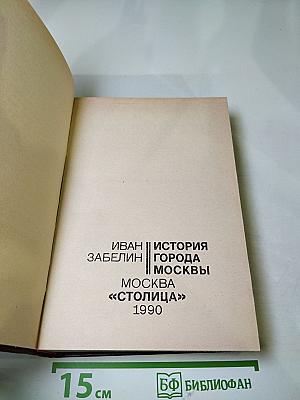 ИВАН ЗАБЕЛИН
ИСТОРИЯ ГОРОДА МОСКВЫ
МОСКВА
«СТОЛИЦА»
1990
15 см
БФ БИБЛИОФАН